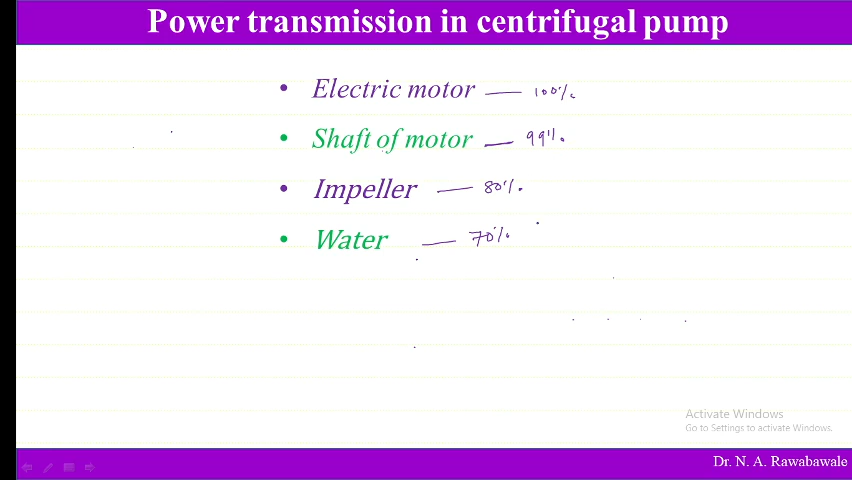 Power transmission in centrifugal pump
• Electric motor — 100%
• Shaft of motor — 99%.
• Impeller — 80%.
• Water — 70%.
Activate Windows
Go to Settings to activate Windows.
Dr. N. A. Rawabawale